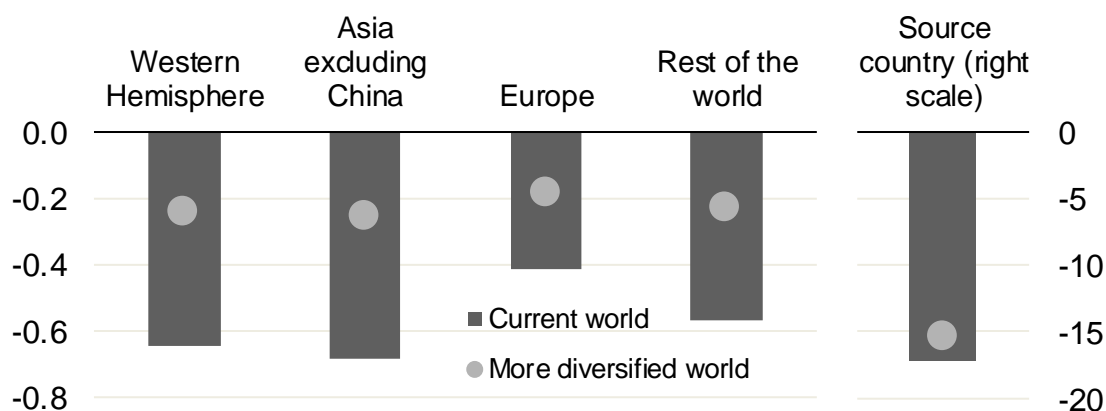 Western
Hemisphere
Asia
excluding
China
Europe
Rest of the
world
Source
country (right
scale)
0.0
-0.2
-0.4
-0.6
-0.8
0
-5
-10
-15
-20
Current world
More diversified world